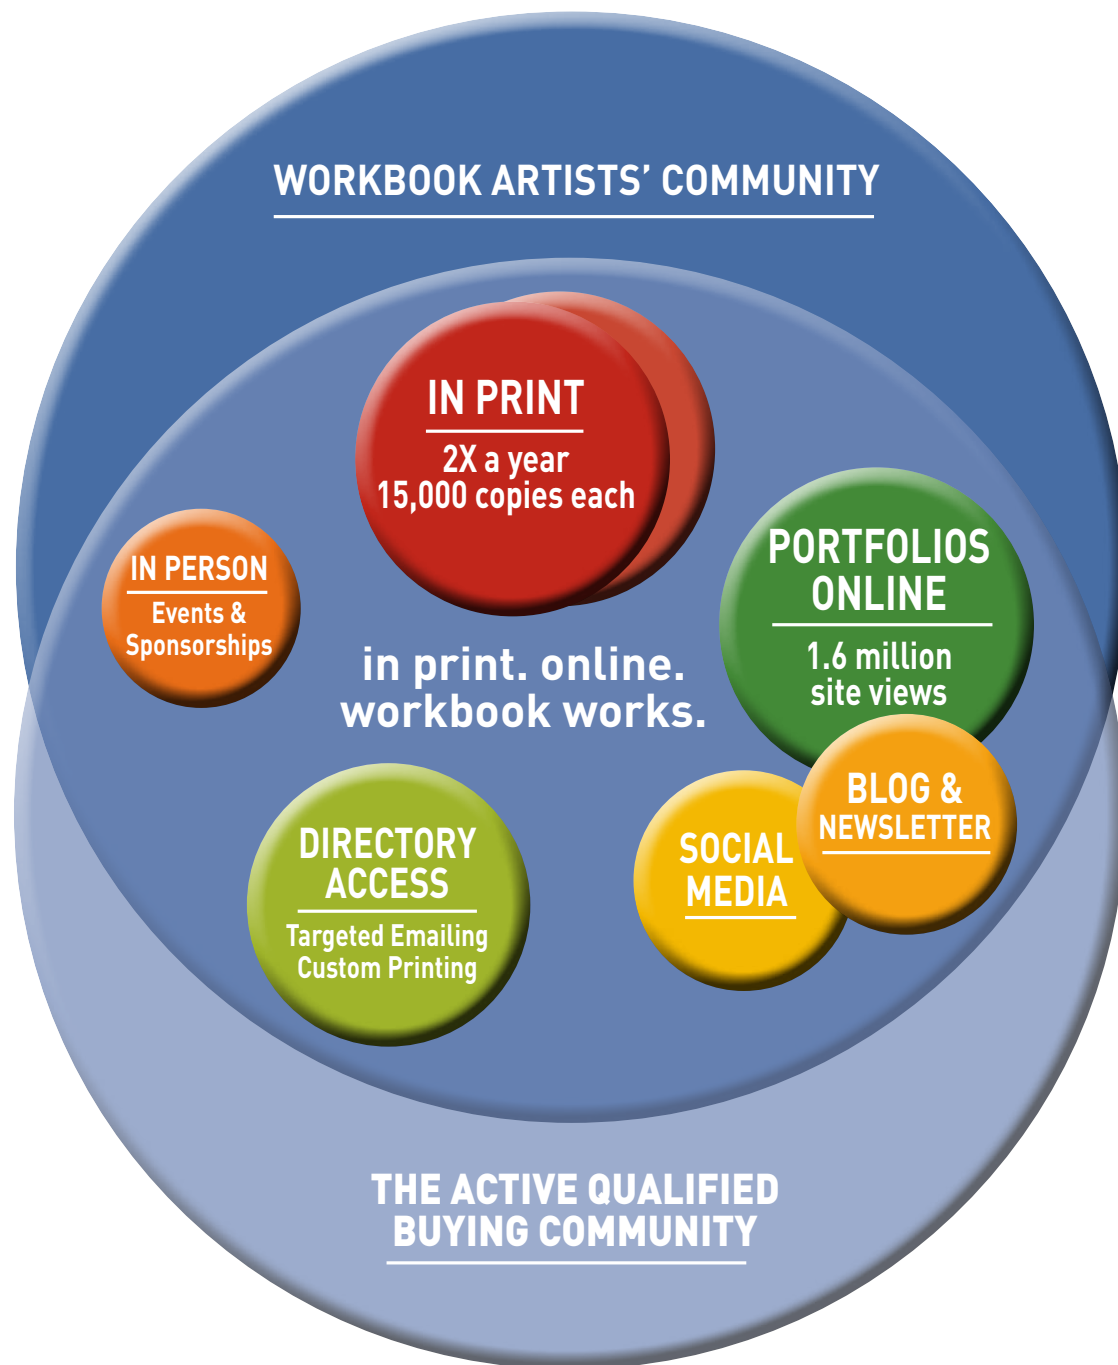 WORKBOOK ARTISTS’ COMMUNITY
IN PRINT
2X a year
15,000 copies each
IN PERSON
Events &
Sponsorships
PORTFOLIOS
ONLINE
1.6 million
site views
in print. online.
workbook works.
DIRECTORY
ACCESS
Targeted Emailing
Custom Printing
SOCIAL
MEDIA
BLOG &
NEWSLETTER
THE ACTIVE QUALIFIED
BUYING COMMUNITY